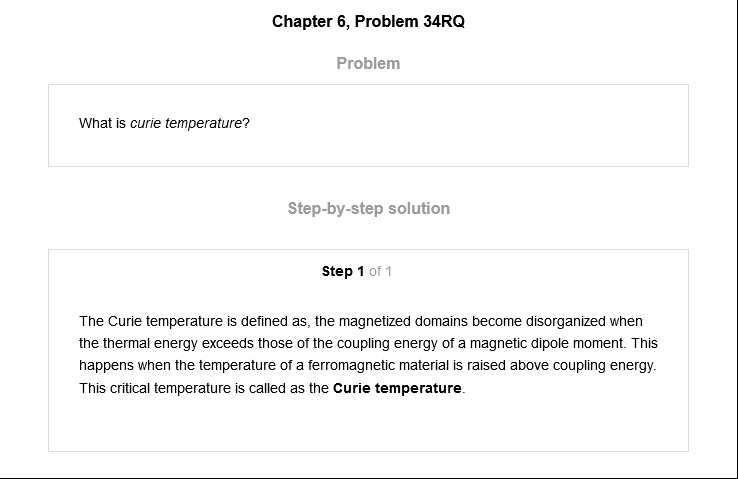 Chapter 6, Problem 34RQ
Problem
What is curie temperature?
Step-by-step solution
Step 1 of 1
The Curie temperature is defined as, the magnetized domains become disorganized when
the thermal energy exceeds those of the coupling energy of a magnetic dipole moment. This
happens when the temperature of a ferromagnetic material is raised above coupling energy.
This critical temperature is called as the Curie temperature.